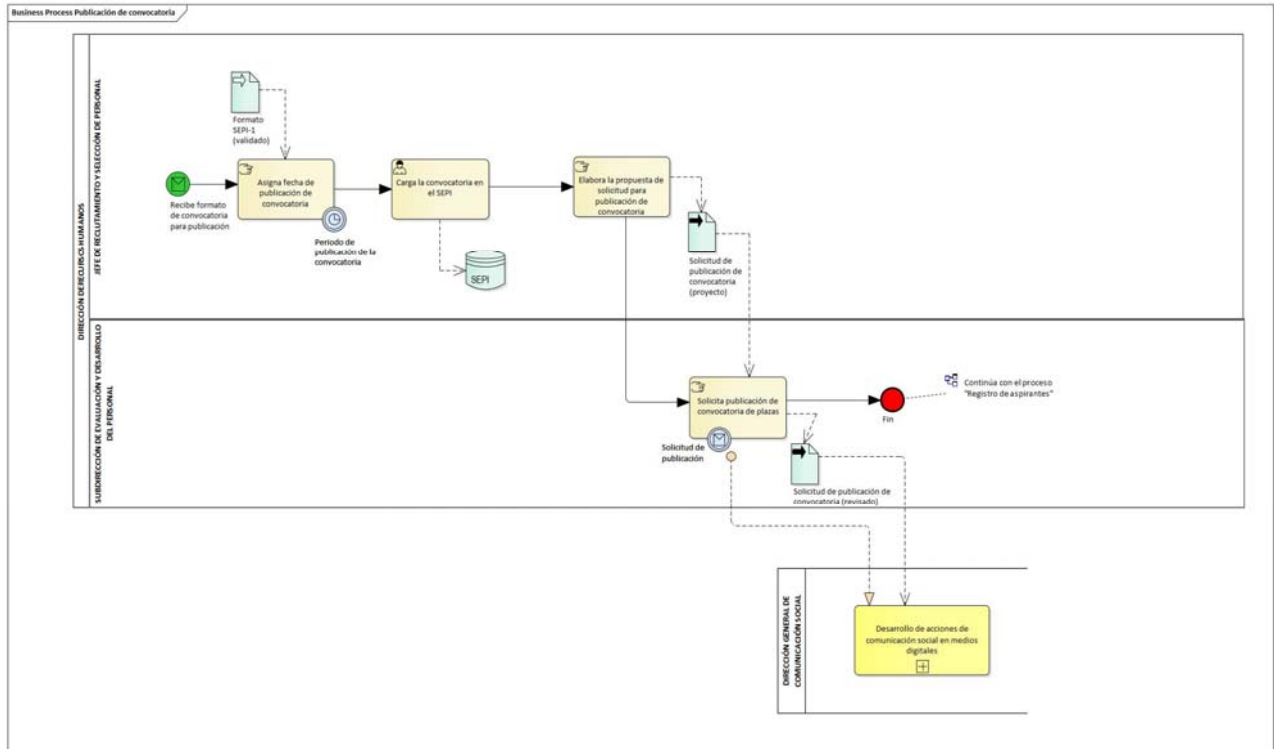 Business Process Publicación de convocatoria
DIRECCIÓN DE RECURSOS HUMANOS
JEFE DE RECLUTAMIENTO Y SELECCIÓN DE PERSONAL
Formato
SEPI-1
(validado)
Recibe formato
de convocatoria
para publicación
Asigna fecha de
publicación de
convocatoria
Periodo de
publicación de la
convocatoria
Carga la convocatoria en
el SEPI
SEPI
Elabora la propuesta de
solicitud para
publicación de
convocatoria
Solicitud de
publicación de
convocatoria
(proyecto)
SUBDIRECCIÓN DE EVALUACIÓN Y DESARROLLO
DEL PERSONAL
Solicita publicación de
convocatoria de plazas
Solicitud de
publicación
Fin
Continúa con el proceso
"Registro de aspirantes"
Solicitud de publicación de
convocatoria (revisado)
DIRECCIÓN GENERAL DE
COMUNICACIÓN SOCIAL
Desarrollo de acciones de
comunicación social en medios
digitales